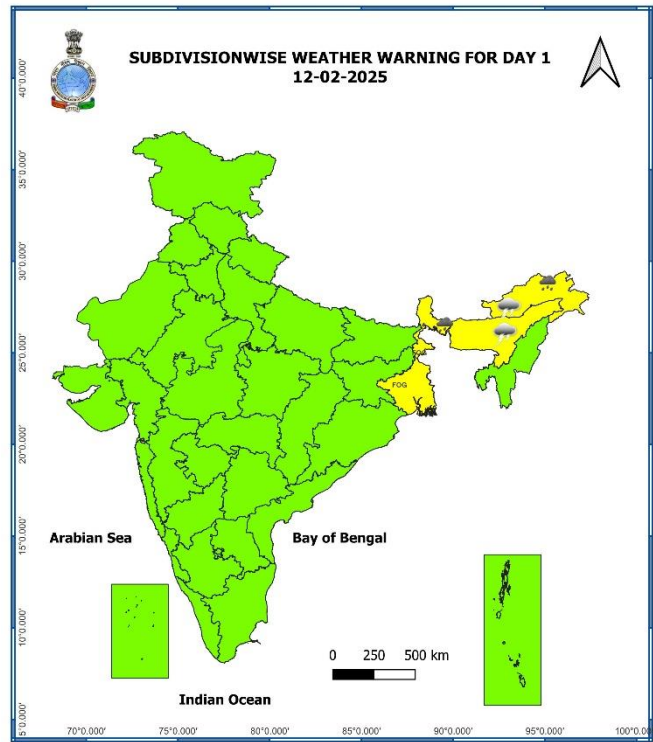 SUBDIVISIONWISE WEATHER WARNING FOR DAY 1
12-02-2025
40°0.000'
35°0.000'
30°0.000'
25°0.000'
20°0.000'
15°0.000'
10°0.000'
5°0.000'
FOG
Arabian Sea
Bay of Bengal
0 250 500 km
Indian Ocean
70°0.000' 75°0.000' 80°0.000' 85°0.000' 90°0.000' 95°0.000' 100°0.00